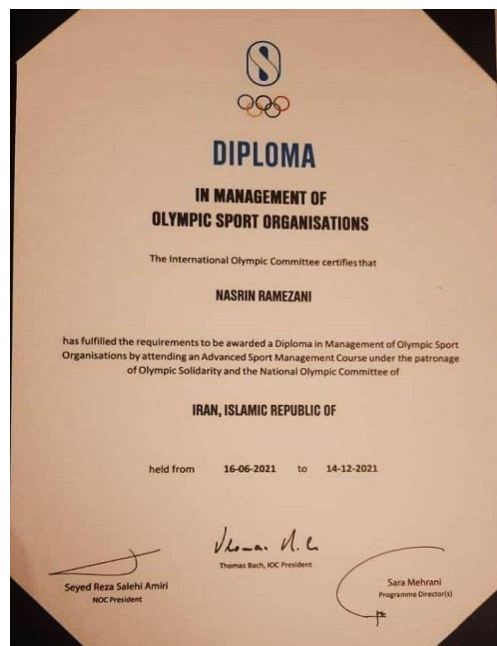 DIPLOMA
IN MANAGEMENT OF
OLYMPIC SPORT ORGANISATIONS
The International Olympic Committee certifies that
NASRIN RAMEZANI
has fulfilled the requirements to be awarded a Diploma in Management of Olympic Sport
Organisations by attending an Advanced Sport Management Course under the patronage
of Olympic Solidarity and the National Olympic Committee of
IRAN, ISLAMIC REPUBLIC OF
held from 16-06-2021 to 14-12-2021
Thomas Bach, IOC President
Seyed Reza Salehi Amiri
NOC President
Sara Mehrani
Programme Director(s)